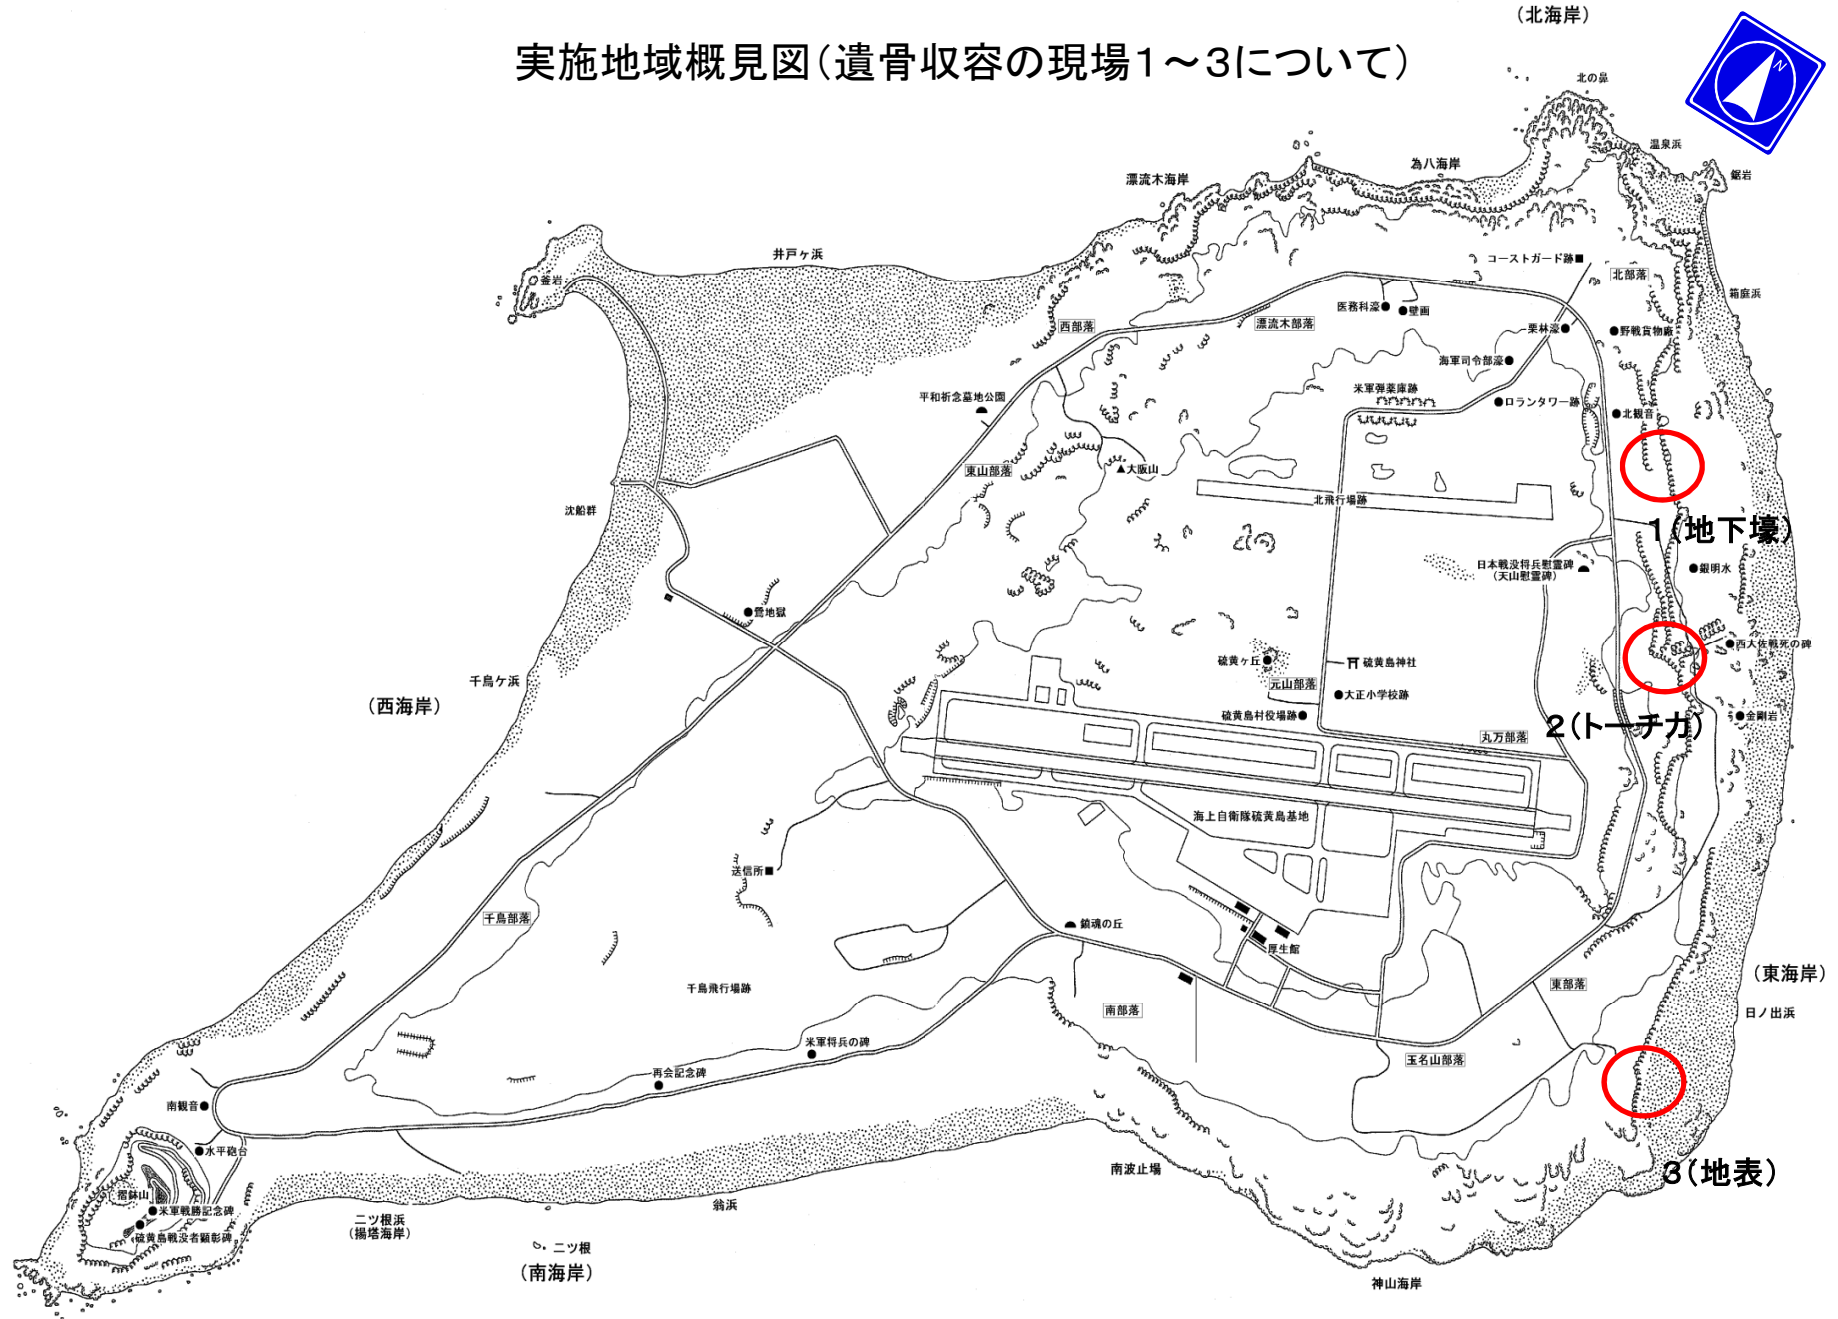 (北海岸)
実施地域概見図(遺骨収容の現場1～3について)
N
北の鼻
温泉浜
為八海岸
漂流木海岸
鋸岩
井戸ヶ浜
コーストガード跡
北部落
釜岩
箱庭浜
医務科濠
壁画
西部落
漂流木部落
栗林濠
野戦貨物廠
海軍司令部濠
米軍弾薬庫跡
平和祈念墓地公園
ロランタワー跡
北観音
東山部落
大阪山
北飛行場跡
沈船群
1(地下壕)
日本戦没将兵慰霊碑
(天山慰霊碑)
銀明水
鶯地獄
西大佐戦死の碑
硫黄ヶ丘
硫黄島神社
千鳥ケ浜
元山部落
大正小学校跡
(西海岸)
硫黄島村役場跡
金剛岩
2(トーチカ)
丸万部落
海上自衛隊硫黄島基地
送信所
千鳥部落
鎮魂の丘
厚生館
(東海岸)
千鳥飛行場跡
東部落
南部落
日ノ出浜
米軍将兵の碑
玉名山部落
再会記念碑
南観音
水平砲台
南波止場
3(地表)
摺鉢山
米軍戦勝記念碑
翁浜
二ツ根浜
(揚塔海岸)
硫黄島戦没者顕彰碑
二ツ根
(南海岸)
神山海岸